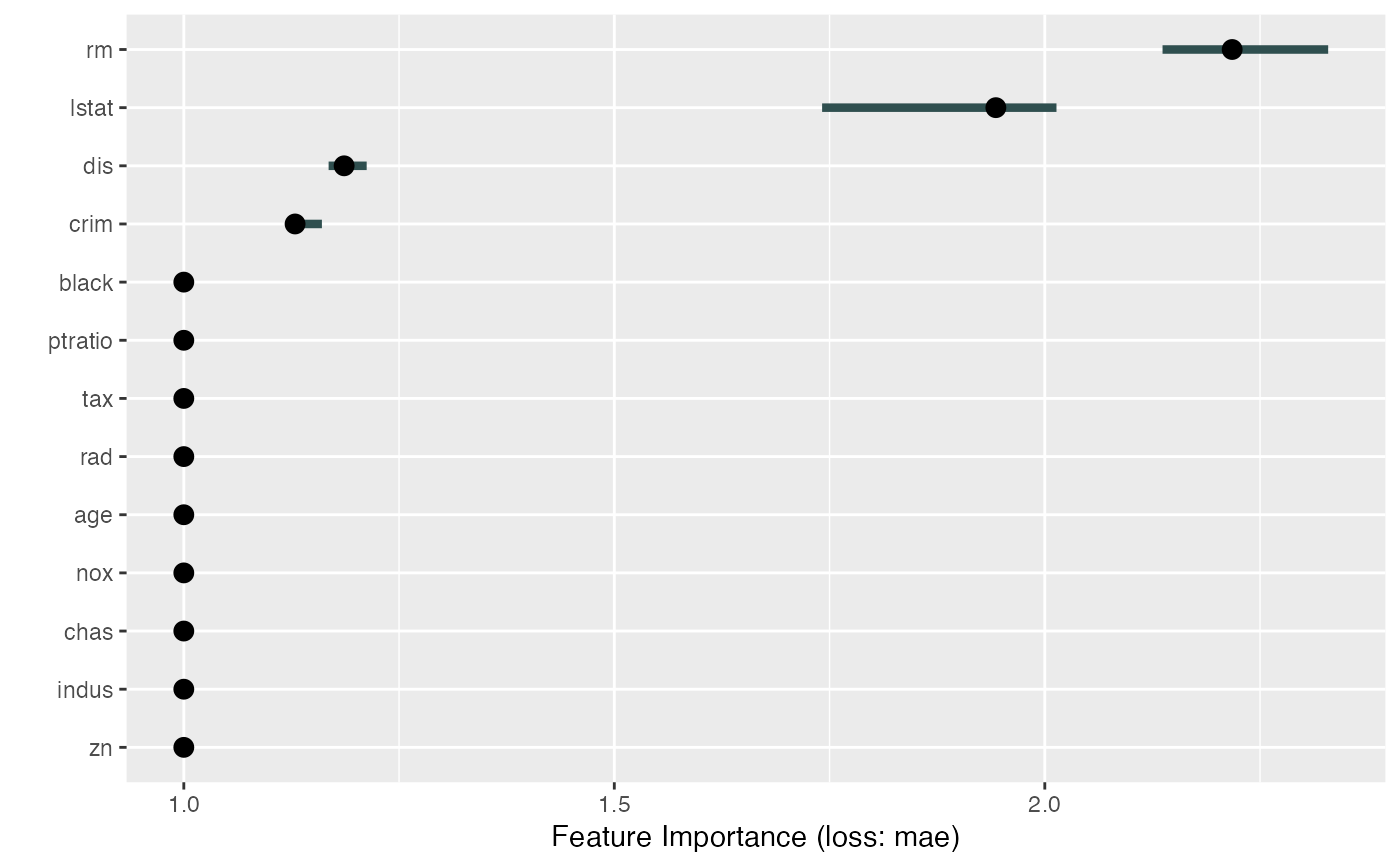 rm
lstat
dis
crim
black
ptratio
tax
rad
age
nox
chas
indus
zn
1.0 1.5 2.0
Feature Importance (loss: mae)